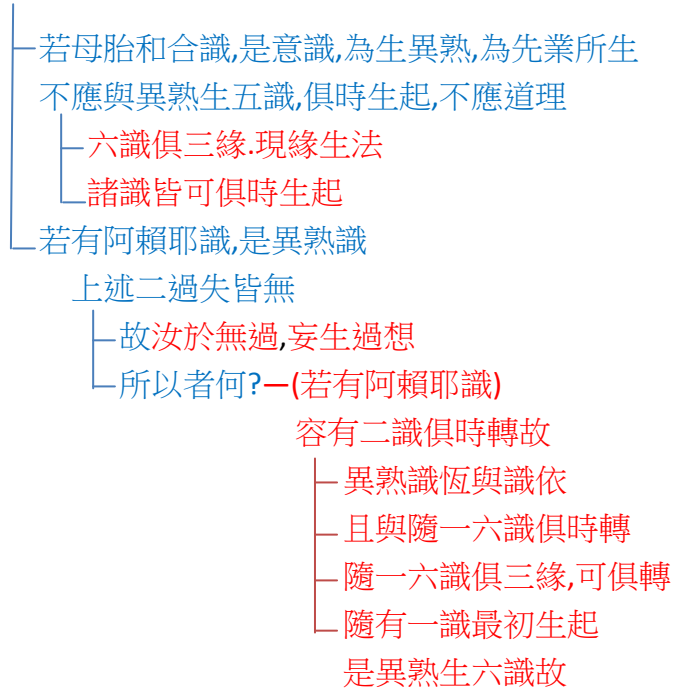 若母胎和合識,是意識,為生異熟,為先業所生
不應與異熟生五識,俱時生起,不應道理
六識俱三緣.現緣生法
諸識皆可俱時生起
若有阿賴耶識,是異熟識
上述二過失皆無
故汝於無過,妄生過想
所以者何?—(若有阿賴耶識)
容有二識俱時轉故
異熟識恆與識依
且與隨一六識俱時轉
隨一六識俱三緣,可俱轉
隨有一識最初生起
是異熟生六識故